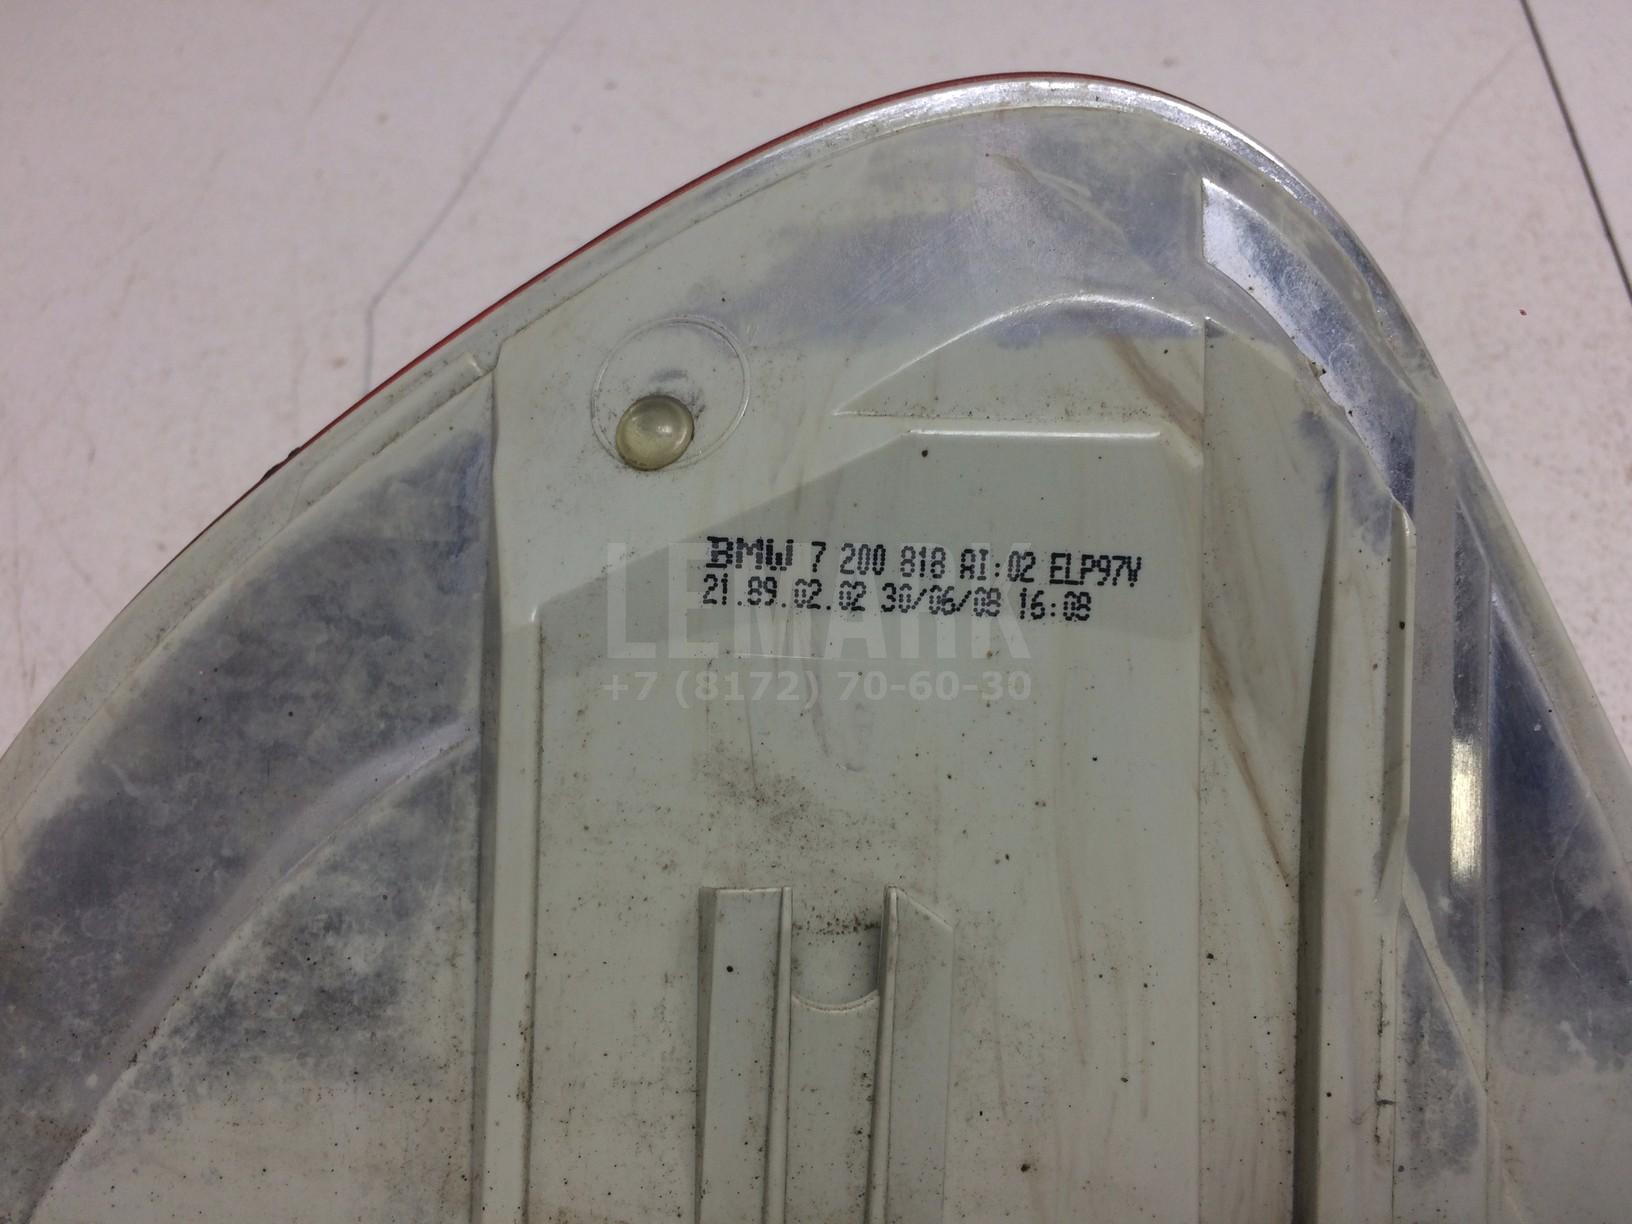 BMW 7 200 818 AI:02 ELP97V
21.89.02.02 30/06/08 16:08
LEMARK
+7 (8172) 70-60-30